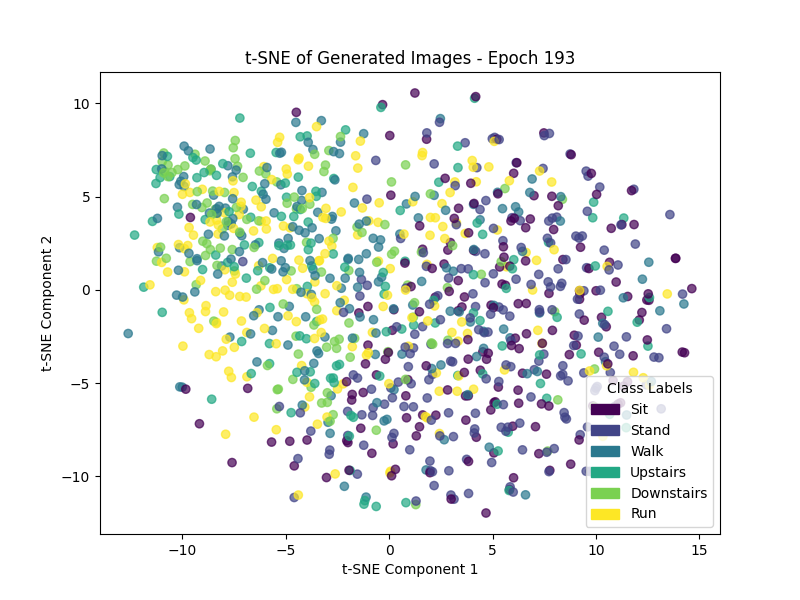 t-SNE of Generated Images - Epoch 193
t-SNE Component 2
10
5
0
−5
−10
−10
−5
0
5
10
15
t-SNE Component 1
Class Labels
Sit
Stand
Walk
Upstairs
Downstairs
Run